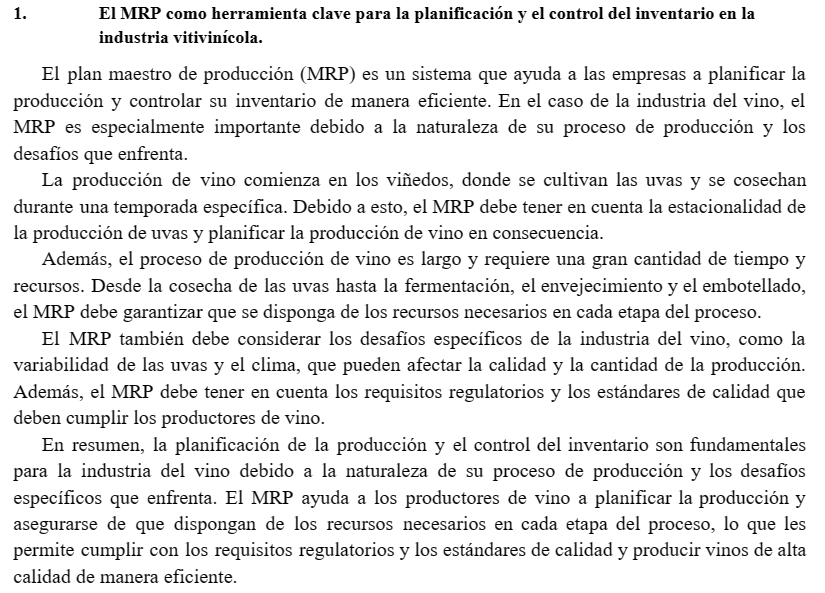 1. El MRP como herramienta clave para la planificación y el control del inventario en la
industria vitivinícola.
El plan maestro de producción (MRP) es un sistema que ayuda a las empresas a planificar la
producción y controlar su inventario de manera eficiente. En el caso de la industria del vino, el
MRP es especialmente importante debido a la naturaleza de su proceso de producción y los
desafíos que enfrenta.
La producción de vino comienza en los viñedos, donde se cultivan las uvas y se cosechan
durante una temporada específica. Debido a esto, el MRP debe tener en cuenta la estacionalidad de
la producción de uvas y planificar la producción de vino en consecuencia.
Además, el proceso de producción de vino es largo y requiere una gran cantidad de tiempo y
recursos. Desde la cosecha de las uvas hasta la fermentación, el envejecimiento y el embotellado,
el MRP debe garantizar que se disponga de los recursos necesarios en cada etapa del proceso.
El MRP también debe considerar los desafíos específicos de la industria del vino, como la
variabilidad de las uvas y el clima, que pueden afectar la calidad y la cantidad de la producción.
Además, el MRP debe tener en cuenta los requisitos regulatorios y los estándares de calidad que
deben cumplir los productores de vino.
En resumen, la planificación de la producción y el control del inventario son fundamentales
para la industria del vino debido a la naturaleza de su proceso de producción y los desafíos
específicos que enfrenta. El MRP ayuda a los productores de vino a planificar la producción y
asegurarse de que dispongan de los recursos necesarios en cada etapa del proceso, lo que les
permite cumplir con los requisitos regulatorios y los estándares de calidad y producir vinos de alta
calidad de manera eficiente.